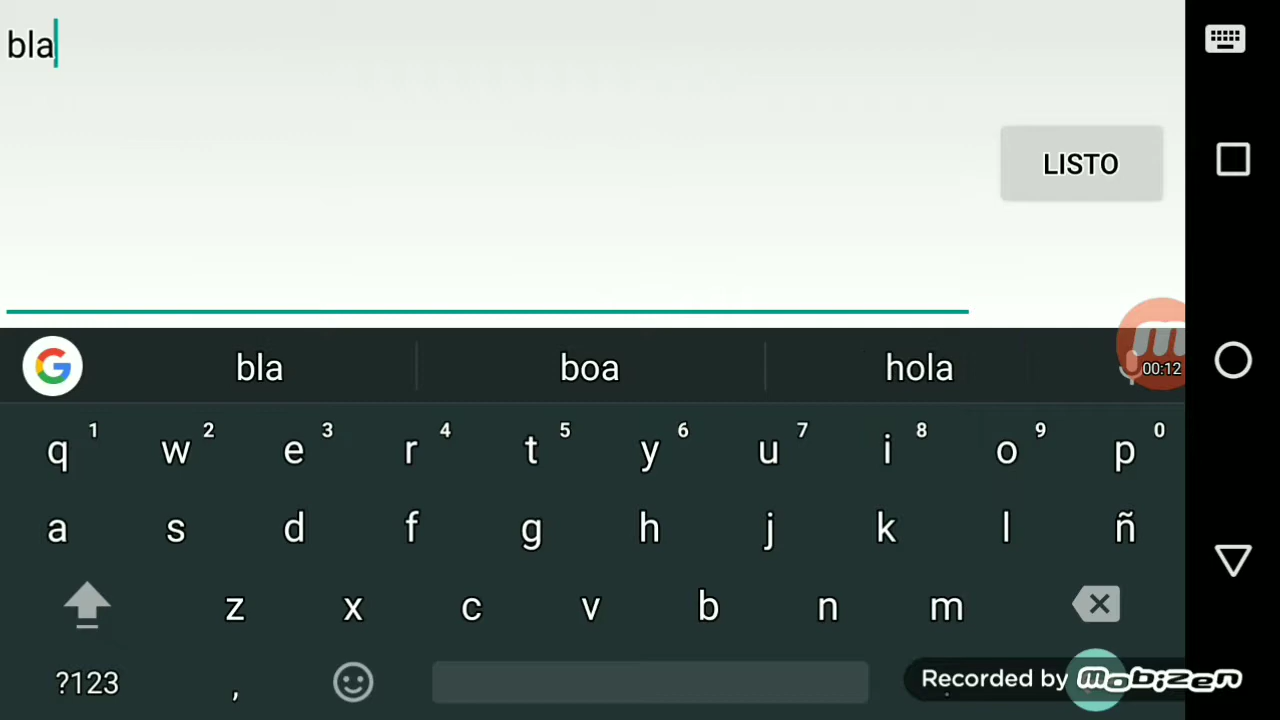 bla
LISTO
bla boa hola
00:12
q 1 w 2 e 3 r 4 t 5 y 6 u 7 i 8 o 9 p 0
a s d f g h j k l ñ
z x c v b n m
?123 , Recorded by mobizen